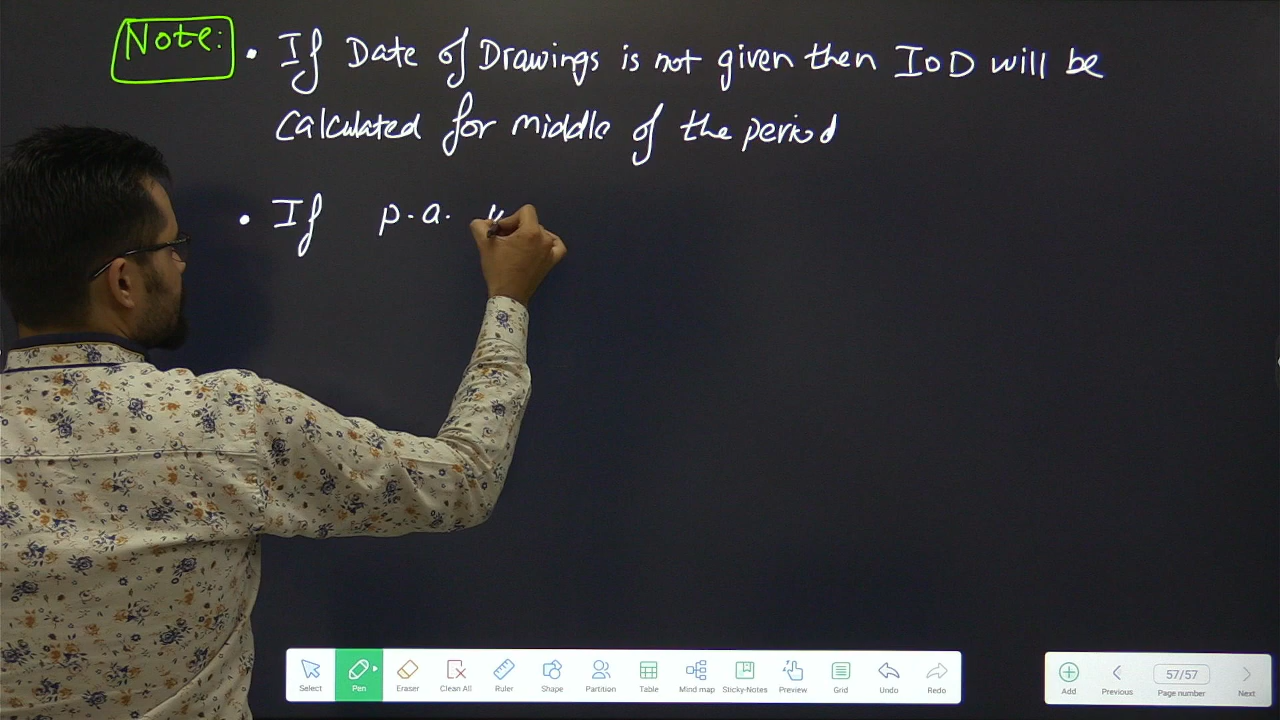 Note: • If Date of Drawings is not given then IOD will be
Calculated for middle of the period
• If p.a.
Select Pen Eraser Clean All Ruler Shape Partition Table Mind map Sticky-Notes Preview Grid Undo Redo Add Previous 57/57 Page number Next